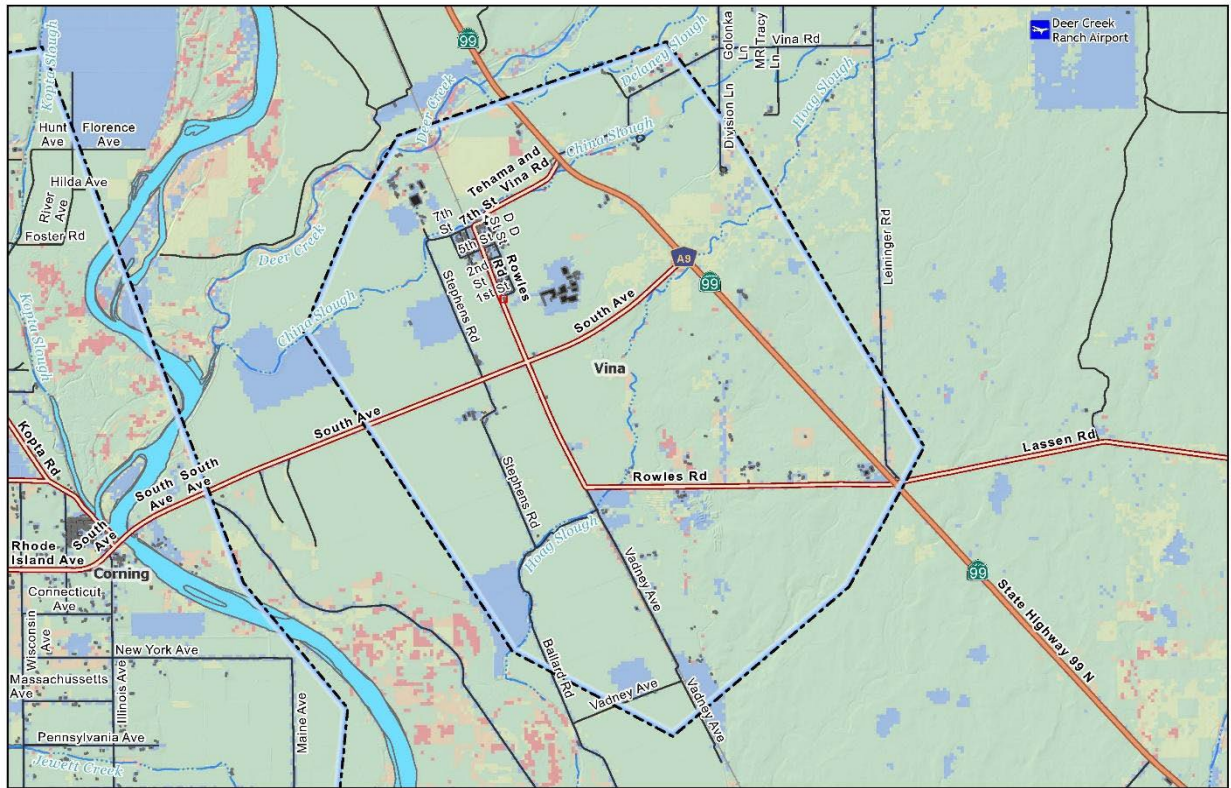 Kopta Slough
99
Deer Creek
Ranch Airport
Vina Rd
Golonka
Ln
MR Tracy
Ln
Delaney Slough
Hoag Slough
Deer Creek
Hunt
Ave
Florence
Ave
China Slough
Division Ln
Tehama and
Vina Rd
Hilda Ave
River
Ave
Foster Rd
7th
St
7th St
D
St
D
St
5th St
2nd
St
1st St
Rowles
Rd
Deer Creek
A9
99
Leininger Rd
Kopta Slough
China Slough
Stephens Rd
South Ave
Vina
South Ave
Kopta Rd
Lassen Rd
South
Ave
South
Ave
South
Ave
Stephens Rd
Rowles Rd
Rhode
Island Ave
Corning
Hoag Slough
Vadney Ave
99
State Highway 99 N
Connecticut
Ave
Wisconsin
Ave
New York Ave
Massachussetts
Ave
Illinois Ave
Maine Ave
Ballard Rd
Vadney Ave
Vadney Ave
Pennsylvania Ave
Jewett Creek